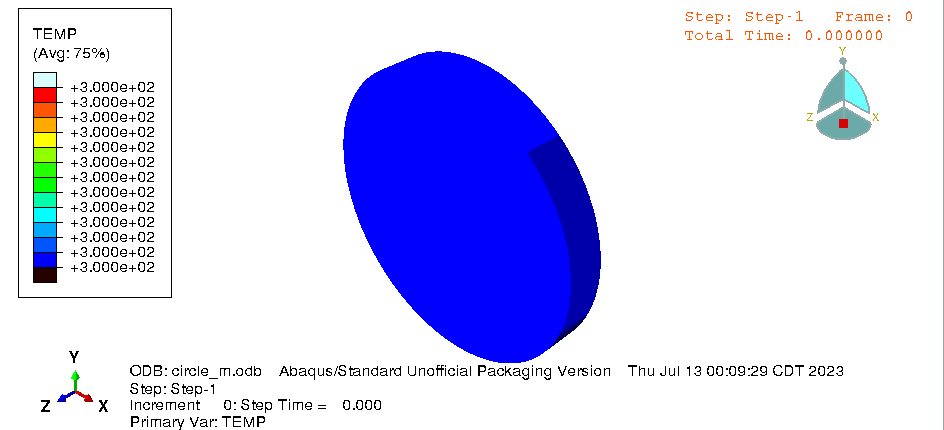 Step: Step-1 Frame: 0
Total Time: 0.000000
TEMP
(Avg: 75%)
+3.000e+02
+3.000e+02
+3.000e+02
+3.000e+02
+3.000e+02
+3.000e+02
+3.000e+02
+3.000e+02
+3.000e+02
+3.000e+02
+3.000e+02
+3.000e+02
+3.000e+02
Y
Z
X
Y
Z
X
ODB: circle_m.odb Abaqus/Standard Unofficial Packaging Version Thu Jul 13 00:09:29 CDT 2023
Step: Step-1
Increment 0: Step Time = 0.000
Primary Var: TEMP